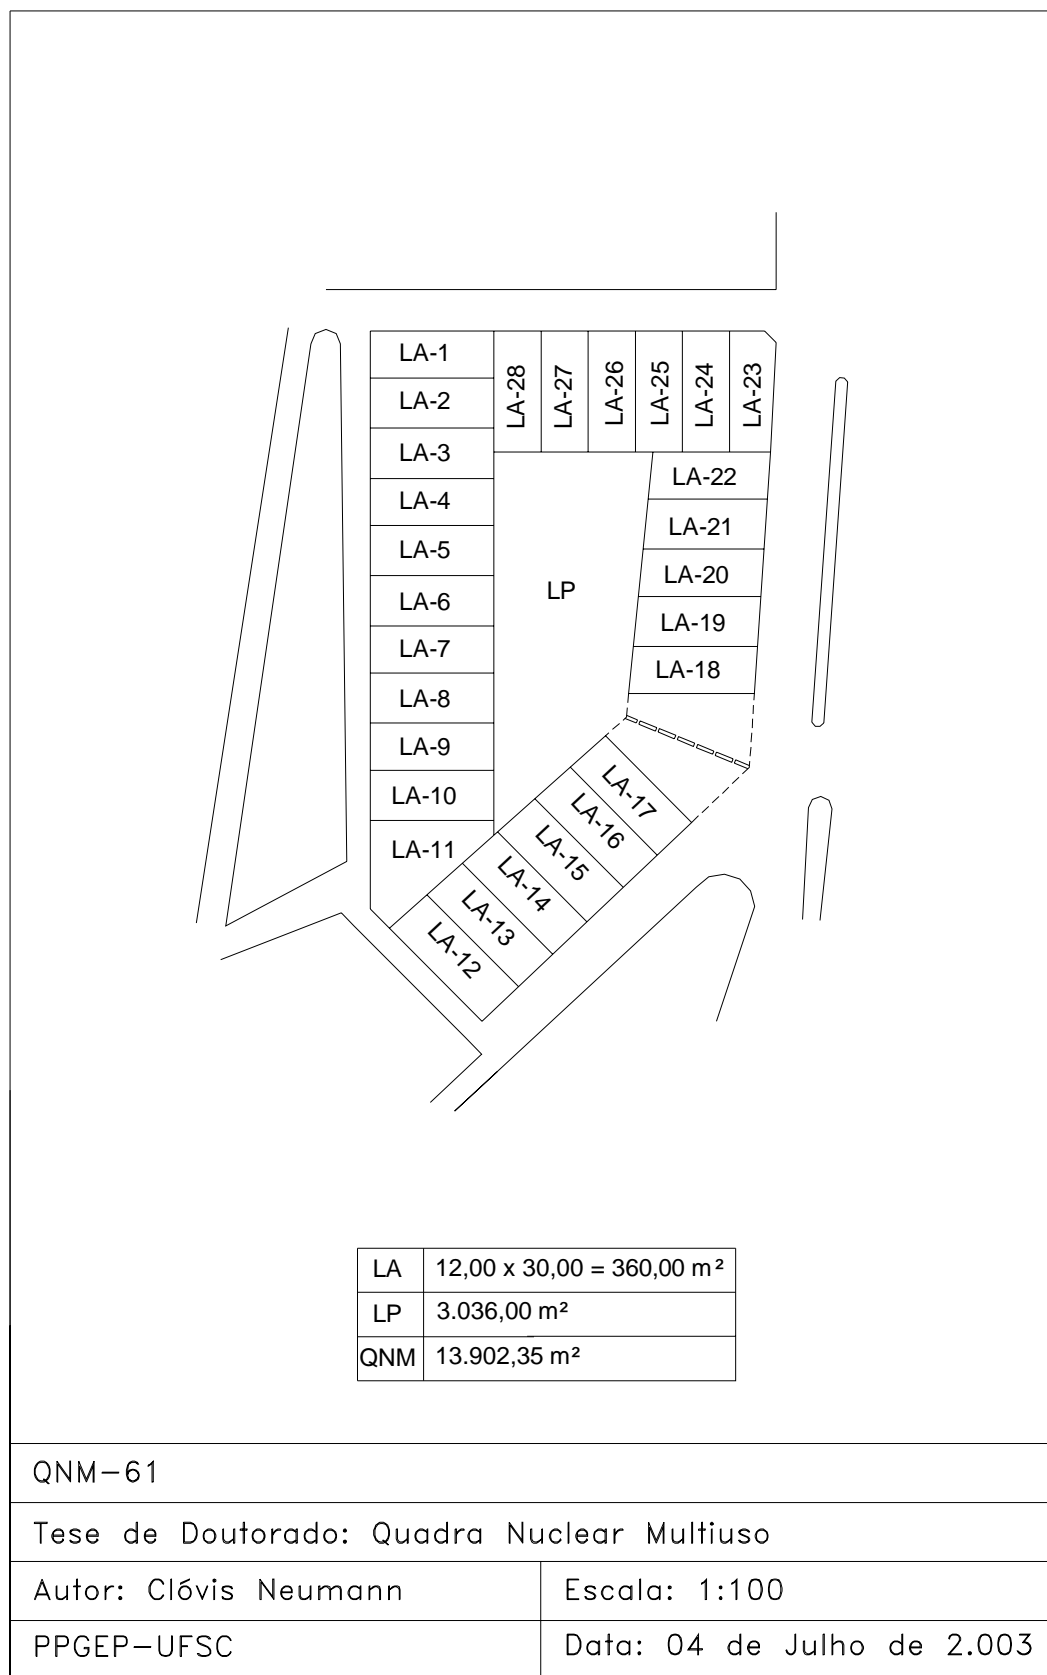 LA-1
LA-2
LA-3
LA-4
LA-5
LA-6
LA-7
LA-8
LA-9
LA-10
LA-11
LA-28
LA-27
LA-26
LA-25
LA-24
LA-23
LA-22
LA-21
LA-20
LA-19
LA-18
LP
LA-17
LA-16
LA-15
LA-14
LA-13
LA-12
LA 12,00 x 30,00 = 360,00 m²
LP 3.036,00 m²
QNM 13.902,35 m²
QNM-61
Tese de Doutorado: Quadra Nuclear Multiuso
Autor: Clóvis Neumann Escala: 1:100
PPGEP-UFSC Data: 04 de Julho de 2.003